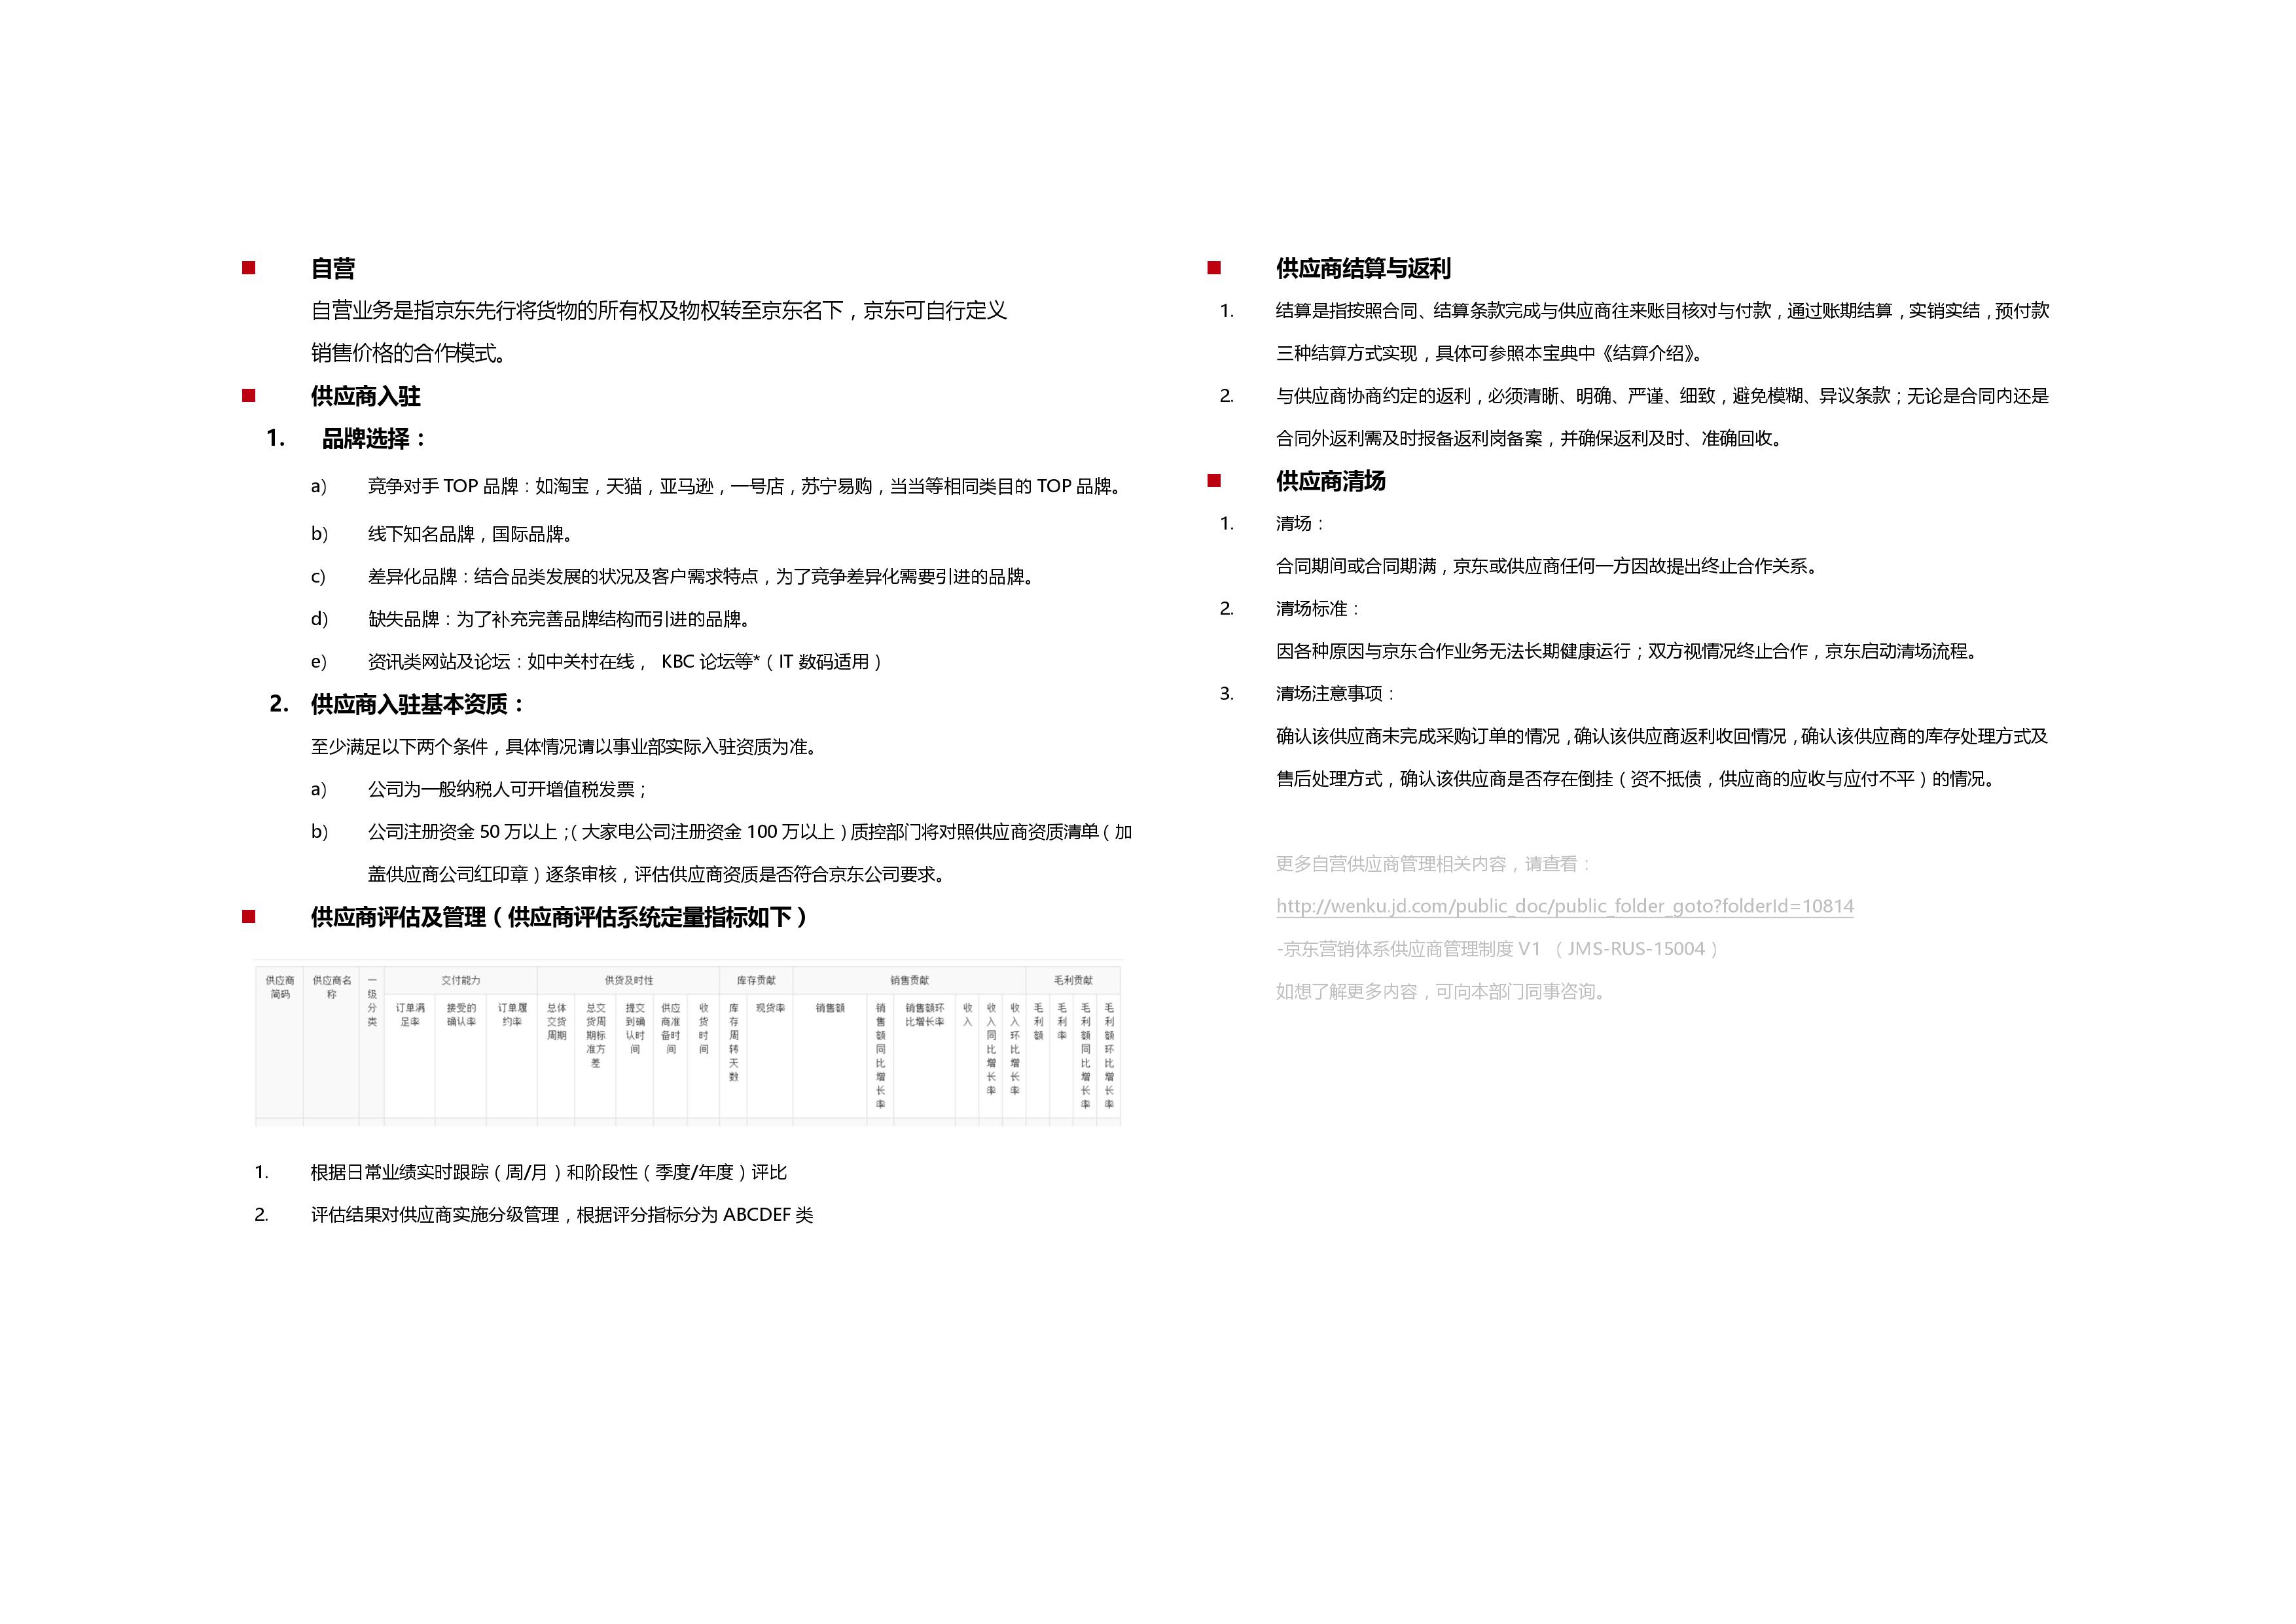 自营
自营业务是指京东先行将货物的所有权及物权转至京东名下，京东可自行定义
销售价格的合作模式。
供应商入驻
1. 品牌选择：
a) 竞争对手 TOP 品牌：如淘宝，天猫，亚马逊，一号店，苏宁易购，当当等相同类目的 TOP 品牌。
b) 线下知名品牌，国际品牌。
c) 差异化品牌：结合品类发展的状况及客户需求特点，为了竞争差异化需要引进的品牌。
d) 缺失品牌：为了补充完善品牌结构而引进的品牌。
e) 资讯类网站及论坛：如中关村在线， KBC 论坛等*（IT 数码适用）
2. 供应商入驻基本资质：
至少满足以下两个条件，具体情况请以事业部实际入驻资质为准。
a) 公司为一般纳税人可开增值税发票；
b) 公司注册资金 50 万以上；（大家电公司注册资金 100 万以上）质控部门将对照供应商资质清单（加
盖供应商公司红印章）逐条审核，评估供应商资质是否符合京东公司要求。
供应商评估及管理（供应商评估系统定量指标如下）
供应商简码 供应商名称 一级分类 交付能力 供货及时性 库存贡献 销售贡献 毛利贡献
订单满足率 接受的确认率 订单履约率 总体交货周期 总交货周期标准方差 提交到确认时间 供应商准备时间 收货时间 库存周转天数 现货率 销售额 销售额同比增长率 销售额环比增长率 收入 收入同比增长率 收入环比增长率 毛利额 毛利率 毛利额同比增长率 毛利额环比增长率
1. 根据日常业绩实时跟踪（周/月）和阶段性（季度/年度）评比
2. 评估结果对供应商实施分级管理，根据评分指标分为 ABCDEF 类
供应商结算与返利
1. 结算是指按照合同、结算条款完成与供应商往来账目核对与付款，通过账期结算，实销实结，预付款
三种结算方式实现，具体可参照本宝典中《结算介绍》。
2. 与供应商协商约定的返利，必须清晰、明确、严谨、细致，避免模糊、异议条款；无论是合同内还是
合同外返利需及时报备返利岗备案，并确保返利及时、准确回收。
供应商清场
1. 清场：
合同期间或合同期满，京东或供应商任何一方因故提出终止合作关系。
2. 清场标准：
因各种原因与京东合作业务无法长期健康运行；双方视情况终止合作，京东启动清场流程。
3. 清场注意事项：
确认该供应商未完成采购订单的情况，确认该供应商返利收回情况，确认该供应商的库存处理方式及
售后处理方式，确认该供应商是否存在倒挂（资不抵债，供应商的应收与应付不平）的情况。
更多自营供应商管理相关内容，请查看：
http://wenku.jd.com/public_doc/public_folder_goto?folderId=10814
-京东营销体系供应商管理制度 V1 （JMS-RUS-15004）
如想了解更多内容，可向本部门同事咨询。